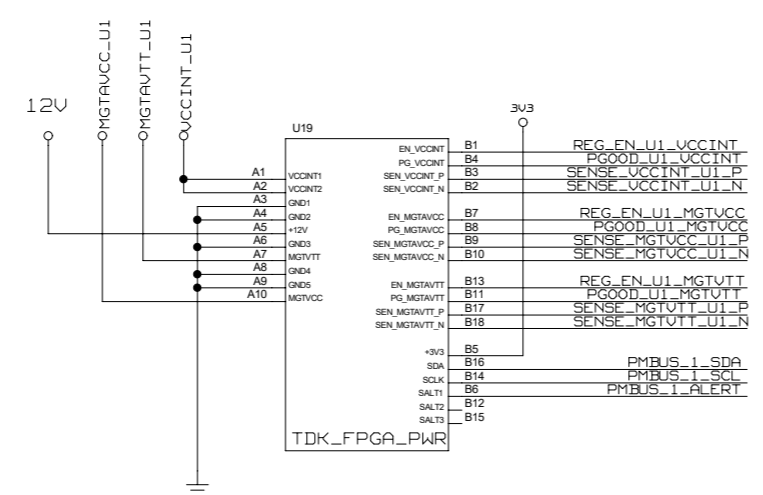 MGTAVCC_U1
MGTAVTT_U1
VCCINT_U1
12V
3V3
U19
EN_VCCINT B1 REG_EN_U1_VCCINT
PG_VCCINT B4 PGOOD_U1_VCCINT
A1 VCCINT1 SEN_VCCINT_P B3 SENSE_VCCINT_U1_P
A2 VCCINT2 SEN_VCCINT_N B2 SENSE_VCCINT_U1_N
A3 GND1
A4 GND2 EN_MGTAVCC B7 REG_EN_U1_MGTVCC
A5 +12V PG_MGTAVCC B8 PGOOD_U1_MGTVCC
A6 GND3 SEN_MGTAVCC_P B9 SENSE_MGTVCC_U1_P
A7 MGTVTT SEN_MGTAVCC_N B10 SENSE_MGTVCC_U1_N
A8 GND4
A9 GND5 EN_MGTAVTT B13 REG_EN_U1_MGTVTT
A10 MGTVCC PG_MGTAVTT B11 PGOOD_U1_MGTVTT
SEN_MGTAVTT_P B17 SENSE_MGTVTT_U1_P
SEN_MGTAVTT_N B18 SENSE_MGTVTT_U1_N
+3V3 B5
SDA B16 PMBUS_1_SDA
SCLK B14 PMBUS_1_SCL
SALT1 B6 PMBUS_1_ALERT
SALT2 B12
SALT3 B15
TDK_FPGA_PWR